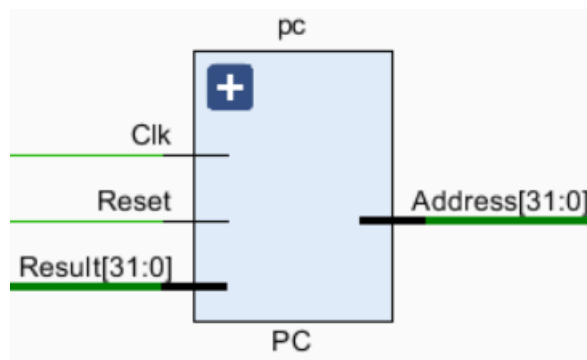 pc
Clk
Reset
Address[31:0]
Result[31:0]
PC